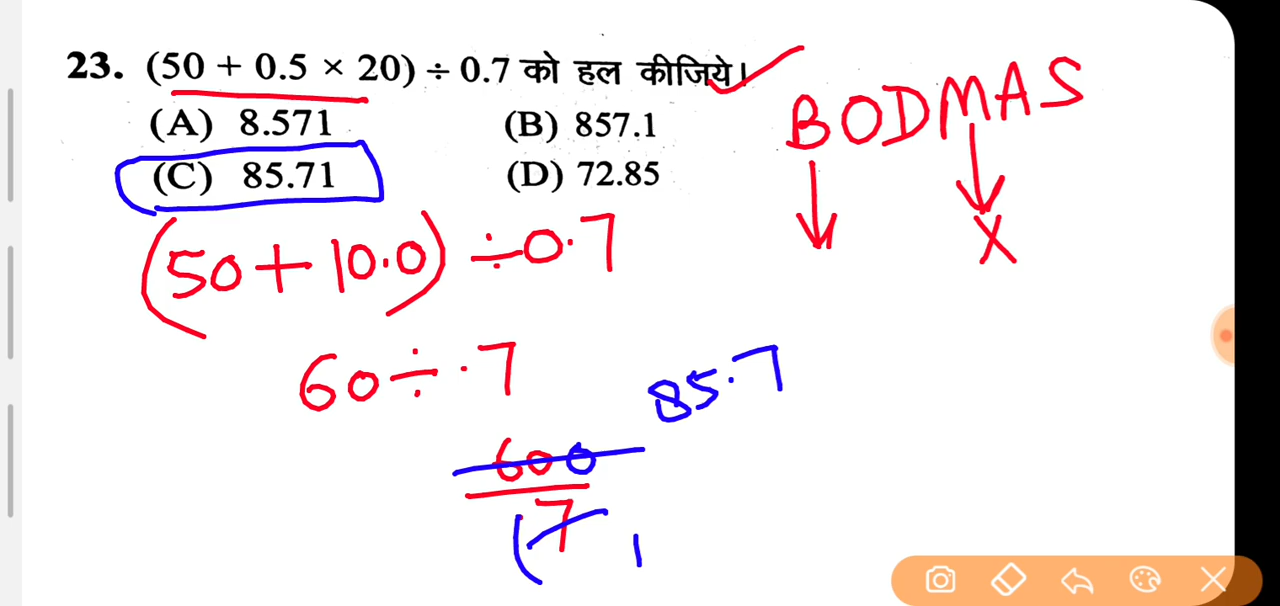 23. (50 + 0.5 × 20) ÷ 0.7 को हल कीजिये।
(A) 8.571 (B) 857.1
(C) 85.71 (D) 72.85
BODMAS
X
(50 + 10.0) ÷ 0.7
60 ÷ .7
85.7
600
7